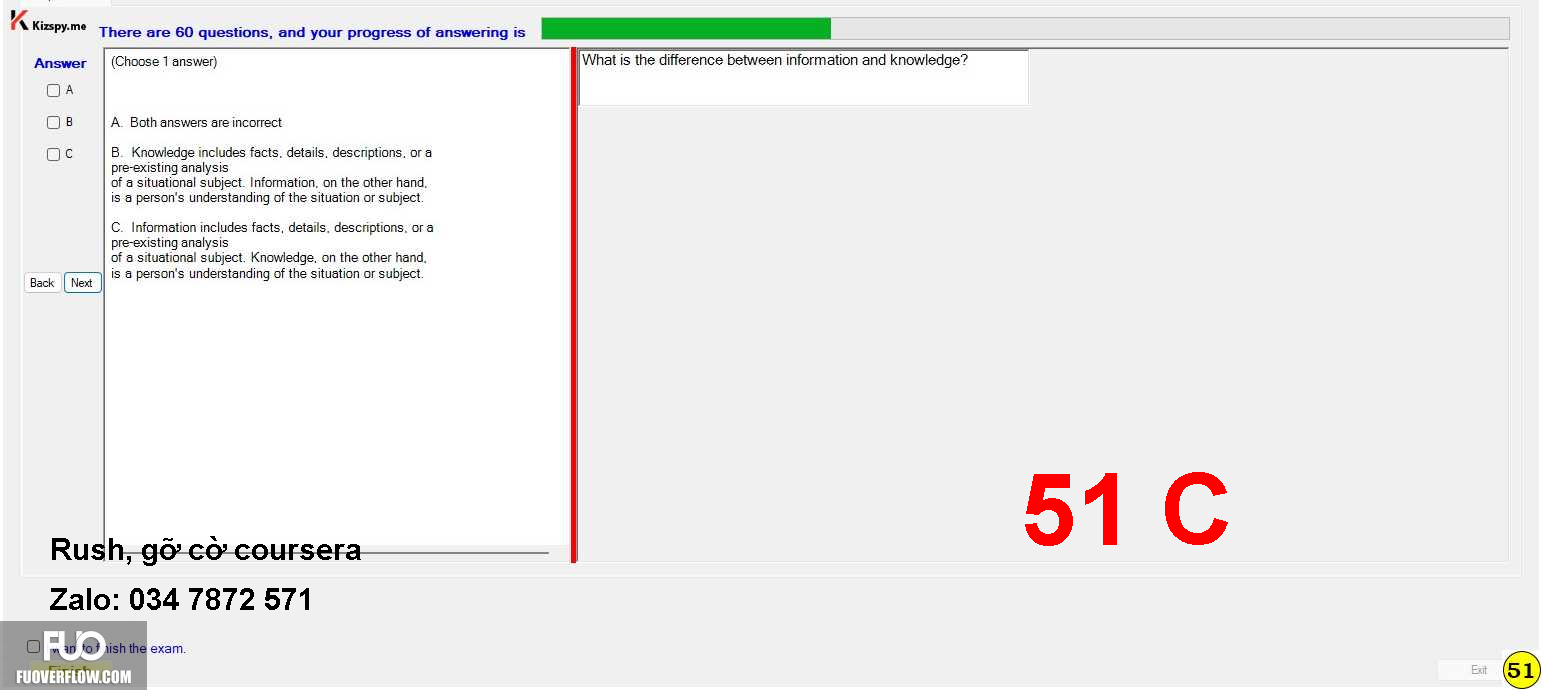 Kizspy.me
There are 60 questions, and your progress of answering is
Answer
A
B
C
Back Next
(Choose 1 answer)
A. Both answers are incorrect
B. Knowledge includes facts, details, descriptions, or a
pre-existing analysis
of a situational subject. Information, on the other hand,
is a person's understanding of the situation or subject.
C. Information includes facts, details, descriptions, or a
pre-existing analysis
of a situational subject. Knowledge, on the other hand,
is a person's understanding of the situation or subject.
What is the difference between information and knowledge?
51 C
Rush, gỡ cờ coursera
Zalo: 034 7872 571
FUO
want to finish the exam.
Finish
FUOVERFLOW.COM
Exit
51